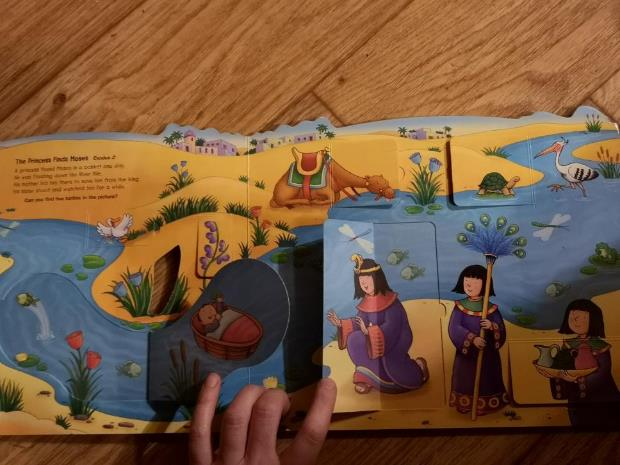 The Princess Finds Moses Exodus 2
A princess found Moses in a basket one day.
He was floating down the River Nile.
His mother hid him there to save him from the king.
His sister stood and watched him for a while.
Can you find five turtles in the picture?